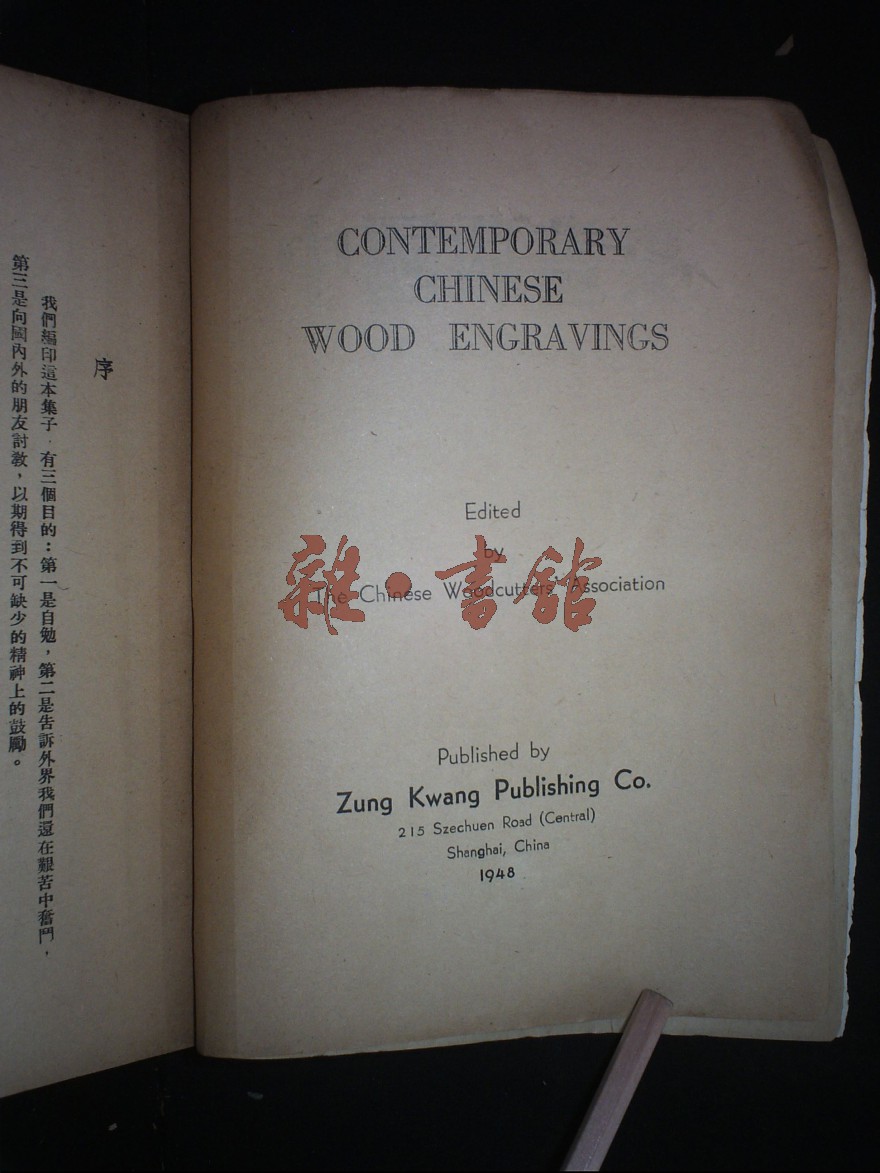 序
我們編印這本集子．有三個目的：第一是自勉，第二是告訴外界我們還在艱苦中奮鬥，
第三是向國內外的朋友討教，以期得到不可缺少的精神上的鼓勵。
CONTEMPORARY
CHINESE
WOOD ENGRAVINGS
Edited
by
The Chinese Woodcutters' Association
雜·書館
Published by
Zung Kwang Publishing Co.
215 Szechuen Road (Central)
Shanghai, China
1948